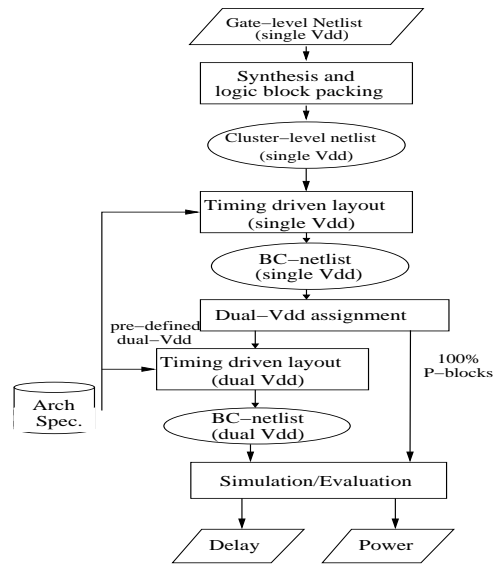 Gate-level Netlist
(single Vdd)
Synthesis and
logic block packing
Cluster-level netlist
(single Vdd)
Timing driven layout
(single Vdd)
BC-netlist
(single Vdd)
Dual-Vdd assignment
pre-defined
dual-Vdd
100%
P-blocks
Timing driven layout
(dual Vdd)
Arch
Spec.
BC-netlist
(dual Vdd)
Simulation/Evaluation
Delay
Power